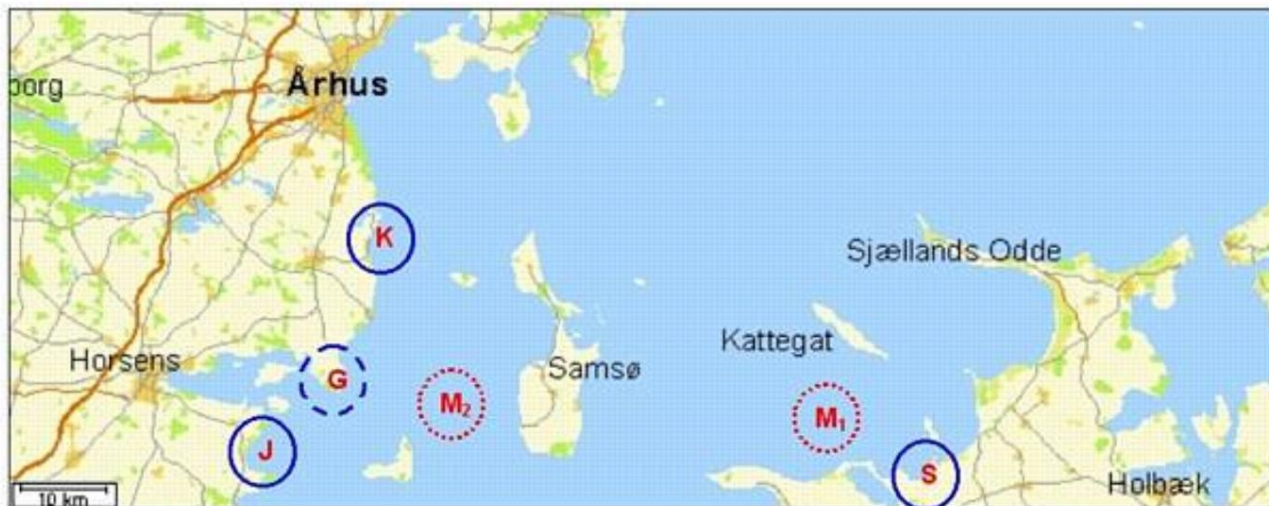 borg
Århus
K
Sjællands Odde
Kattegat
Horsens
Samsø
G
M₂
M₁
J
S
Holbæk
10 km